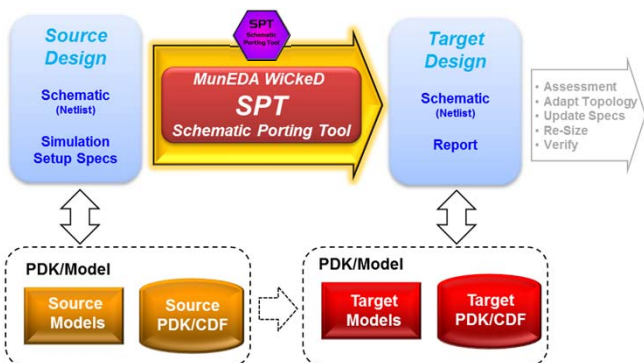 SPT
Schematic
Porting Tool
Source
Design
Schematic
(Netlist)
Simulation
Setup Specs
MunEDA WiCkeD
SPT
Schematic Porting Tool
Target
Design
Schematic
(Netlist)
Report
• Assessment
• Adapt Topology
• Update Specs
• Re-Size
• Verify
PDK/Model
Source
Models
Source
PDK/CDF
PDK/Model
Target
Models
Target
PDK/CDF